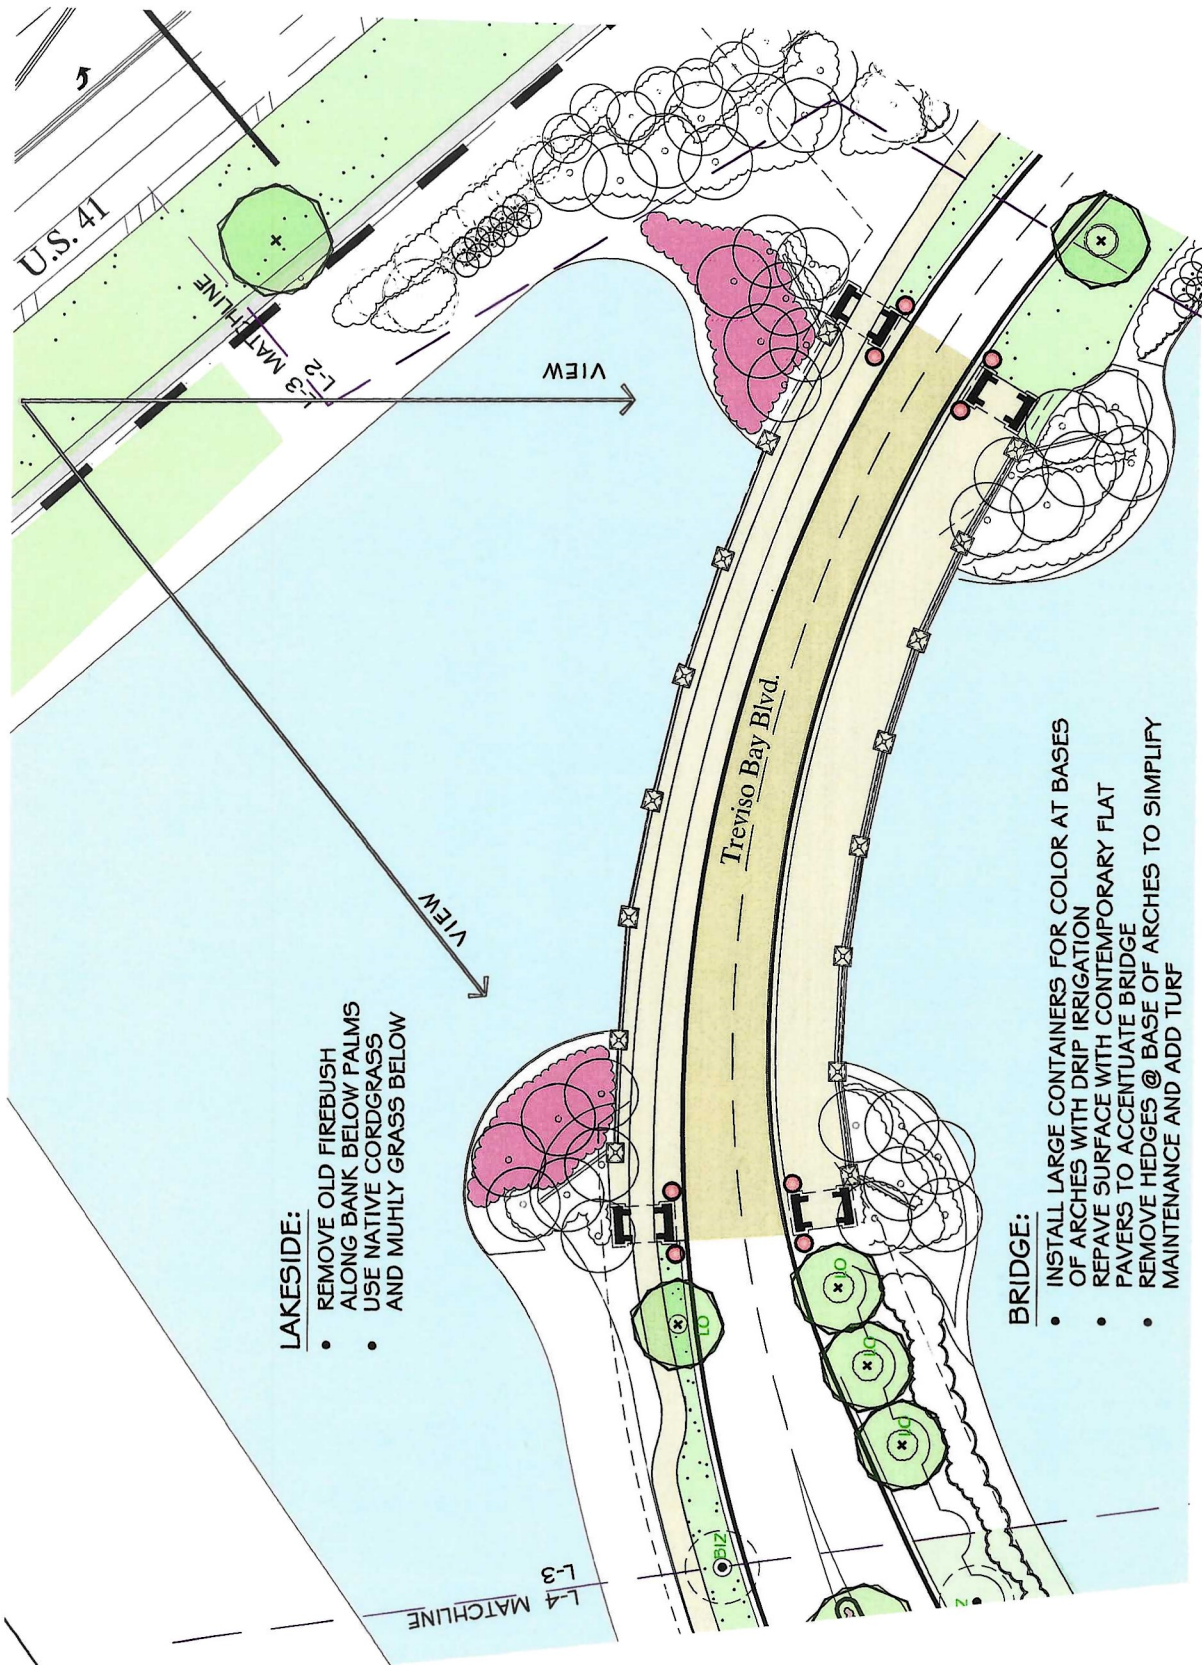 U.S. 41
L-3 MATCHLINE
L-2
VIEW
VIEW
Treviso Bay Blvd.
LAKESIDE:
• REMOVE OLD FIREBUSH
ALONG BANK BELOW PALMS
• USE NATIVE CORDGRASS
AND MUHLY GRASS BELOW
BRIDGE:
• INSTALL LARGE CONTAINERS FOR COLOR AT BASES
OF ARCHES WITH DRIP IRRIGATION
• REPAVE SURFACE WITH CONTEMPORARY FLAT
PAVERS TO ACCENTUATE BRIDGE
• REMOVE HEDGES @ BASE OF ARCHES TO SIMPLIFY
MAINTENANCE AND ADD TURF
LO
LO
LO
LO
BIZ
L-4 MATCHLINE
L-3